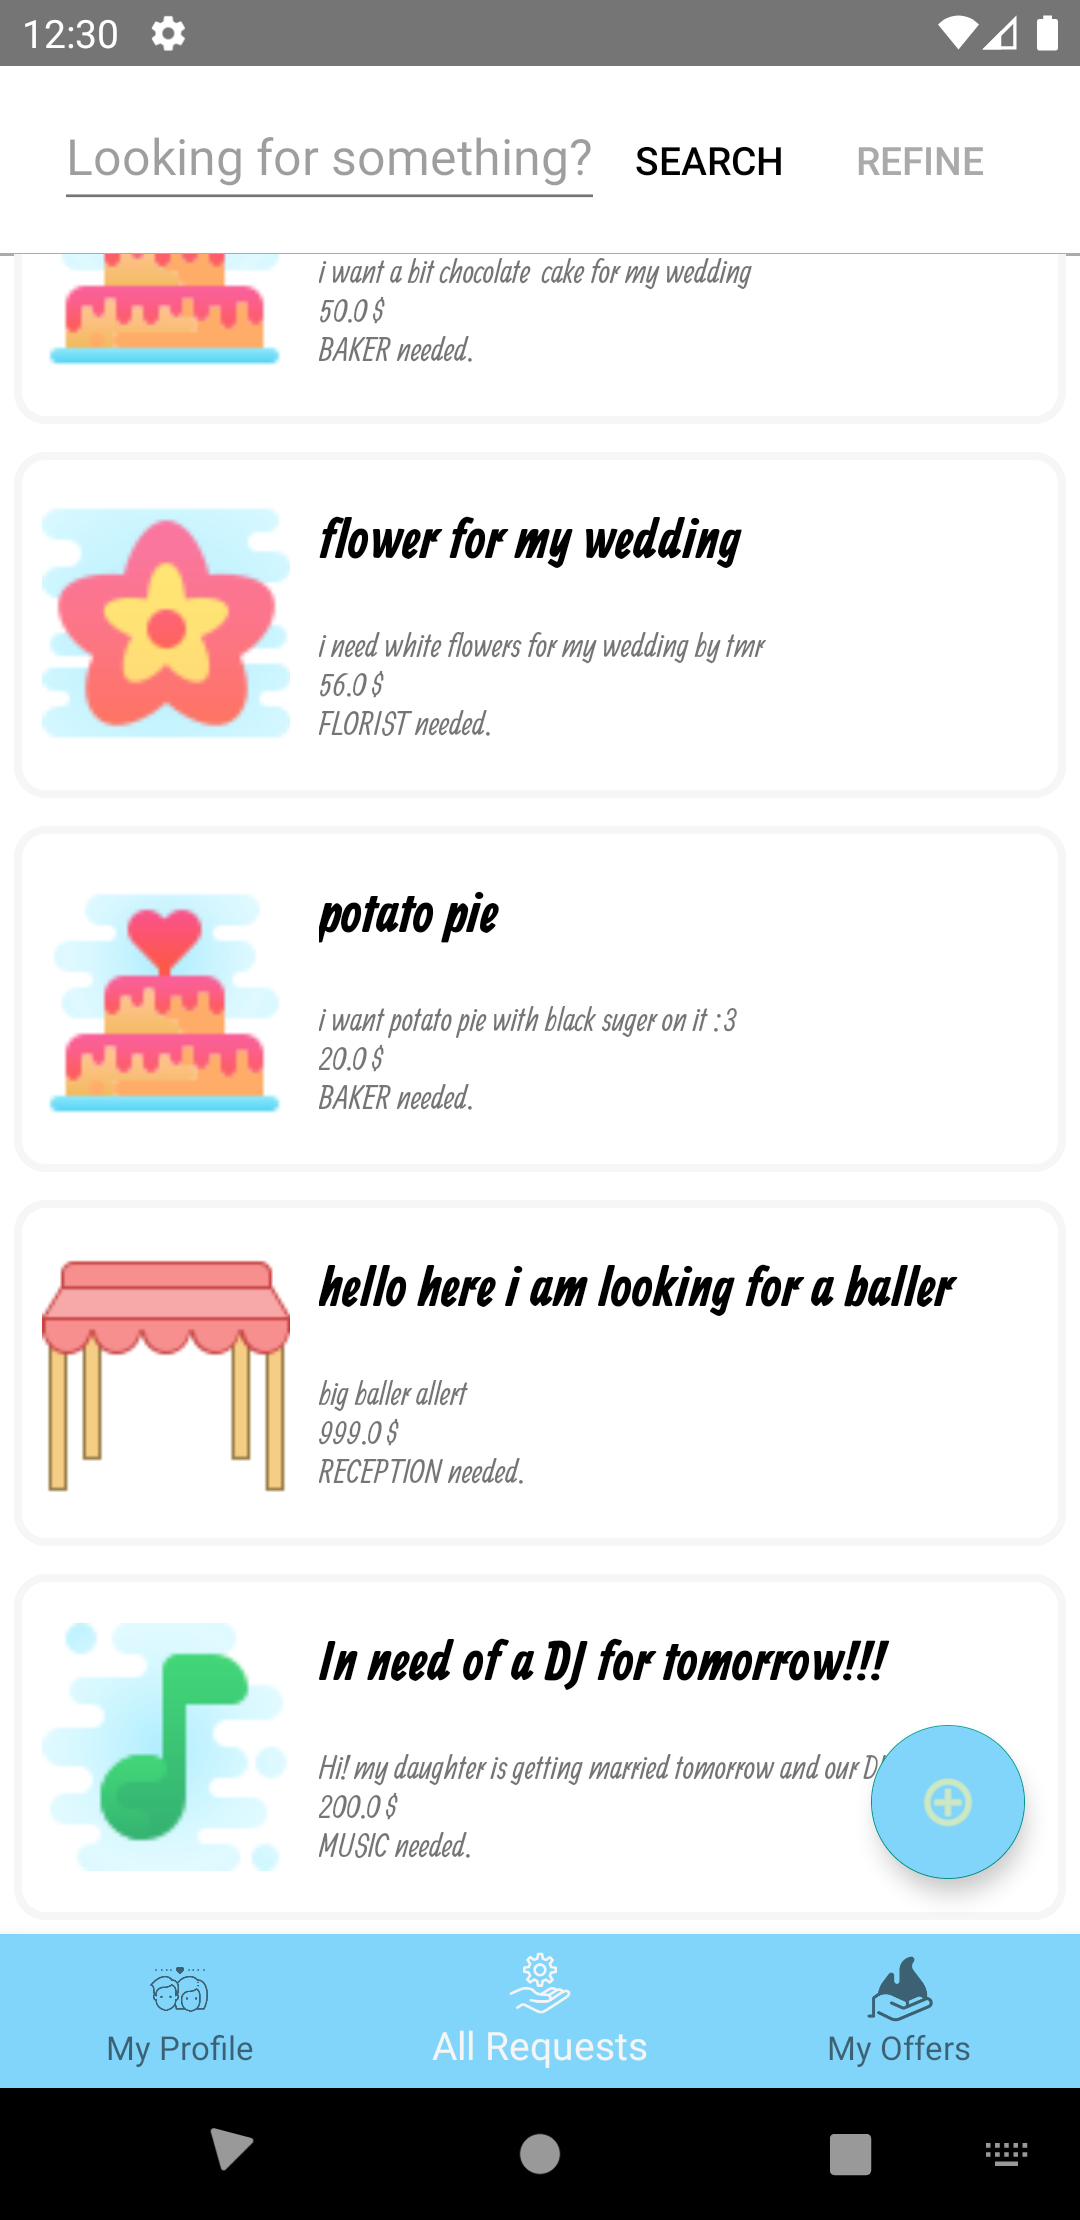 12:30
Looking for something?
SEARCH
REFINE
i want a bit chocolate cake for my wedding
50.0 $
BAKER needed.
flower for my wedding
i need white flowers for my wedding by tmr
56.0 $
FLORIST needed.
potato pie
i want potato pie with black suger on it :3
20.0 $
BAKER needed.
hello here i am looking for a baller
big baller allert
999.0 $
RECEPTION needed.
In need of a DJ for tomorrow!!!
Hi! my daughter is getting married tomorrow and our
200.0 $
MUSIC needed.
My Profile
All Requests
My Offers